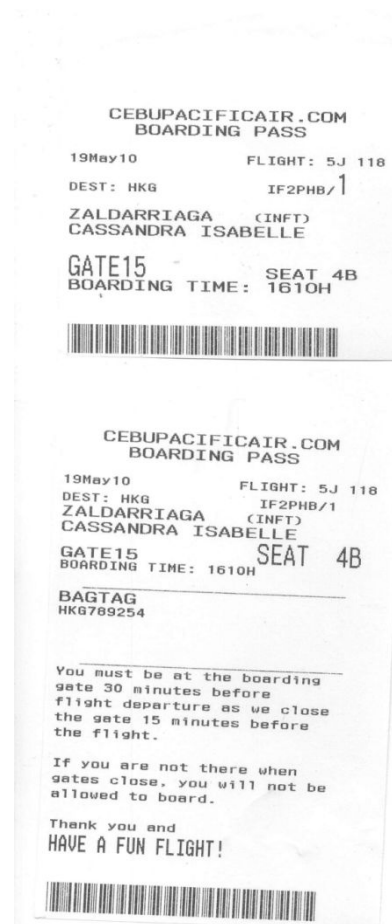 CEBUPACIFICAIR.COM
BOARDING PASS
19May10 FLIGHT: 5J 118
DEST: HKG IF2PHB/1
ZALDARRIAGA (INFT)
CASSANDRA ISABELLE
GATE15 SEAT 4B
BOARDING TIME: 1610H
CEBUPACIFICAIR.COM
BOARDING PASS
19May10 FLIGHT: 5J 118
DEST: HKG IF2PHB/1
ZALDARRIAGA (INFT)
CASSANDRA ISABELLE
GATE15 SEAT 4B
BOARDING TIME: 1610H
BAGTAG
HKG789254
You must be at the boarding
gate 30 minutes before
flight departure as we close
the gate 15 minutes before
the flight.
If you are not there when
gates close, you will not be
allowed to board.
Thank you and
HAVE A FUN FLIGHT!